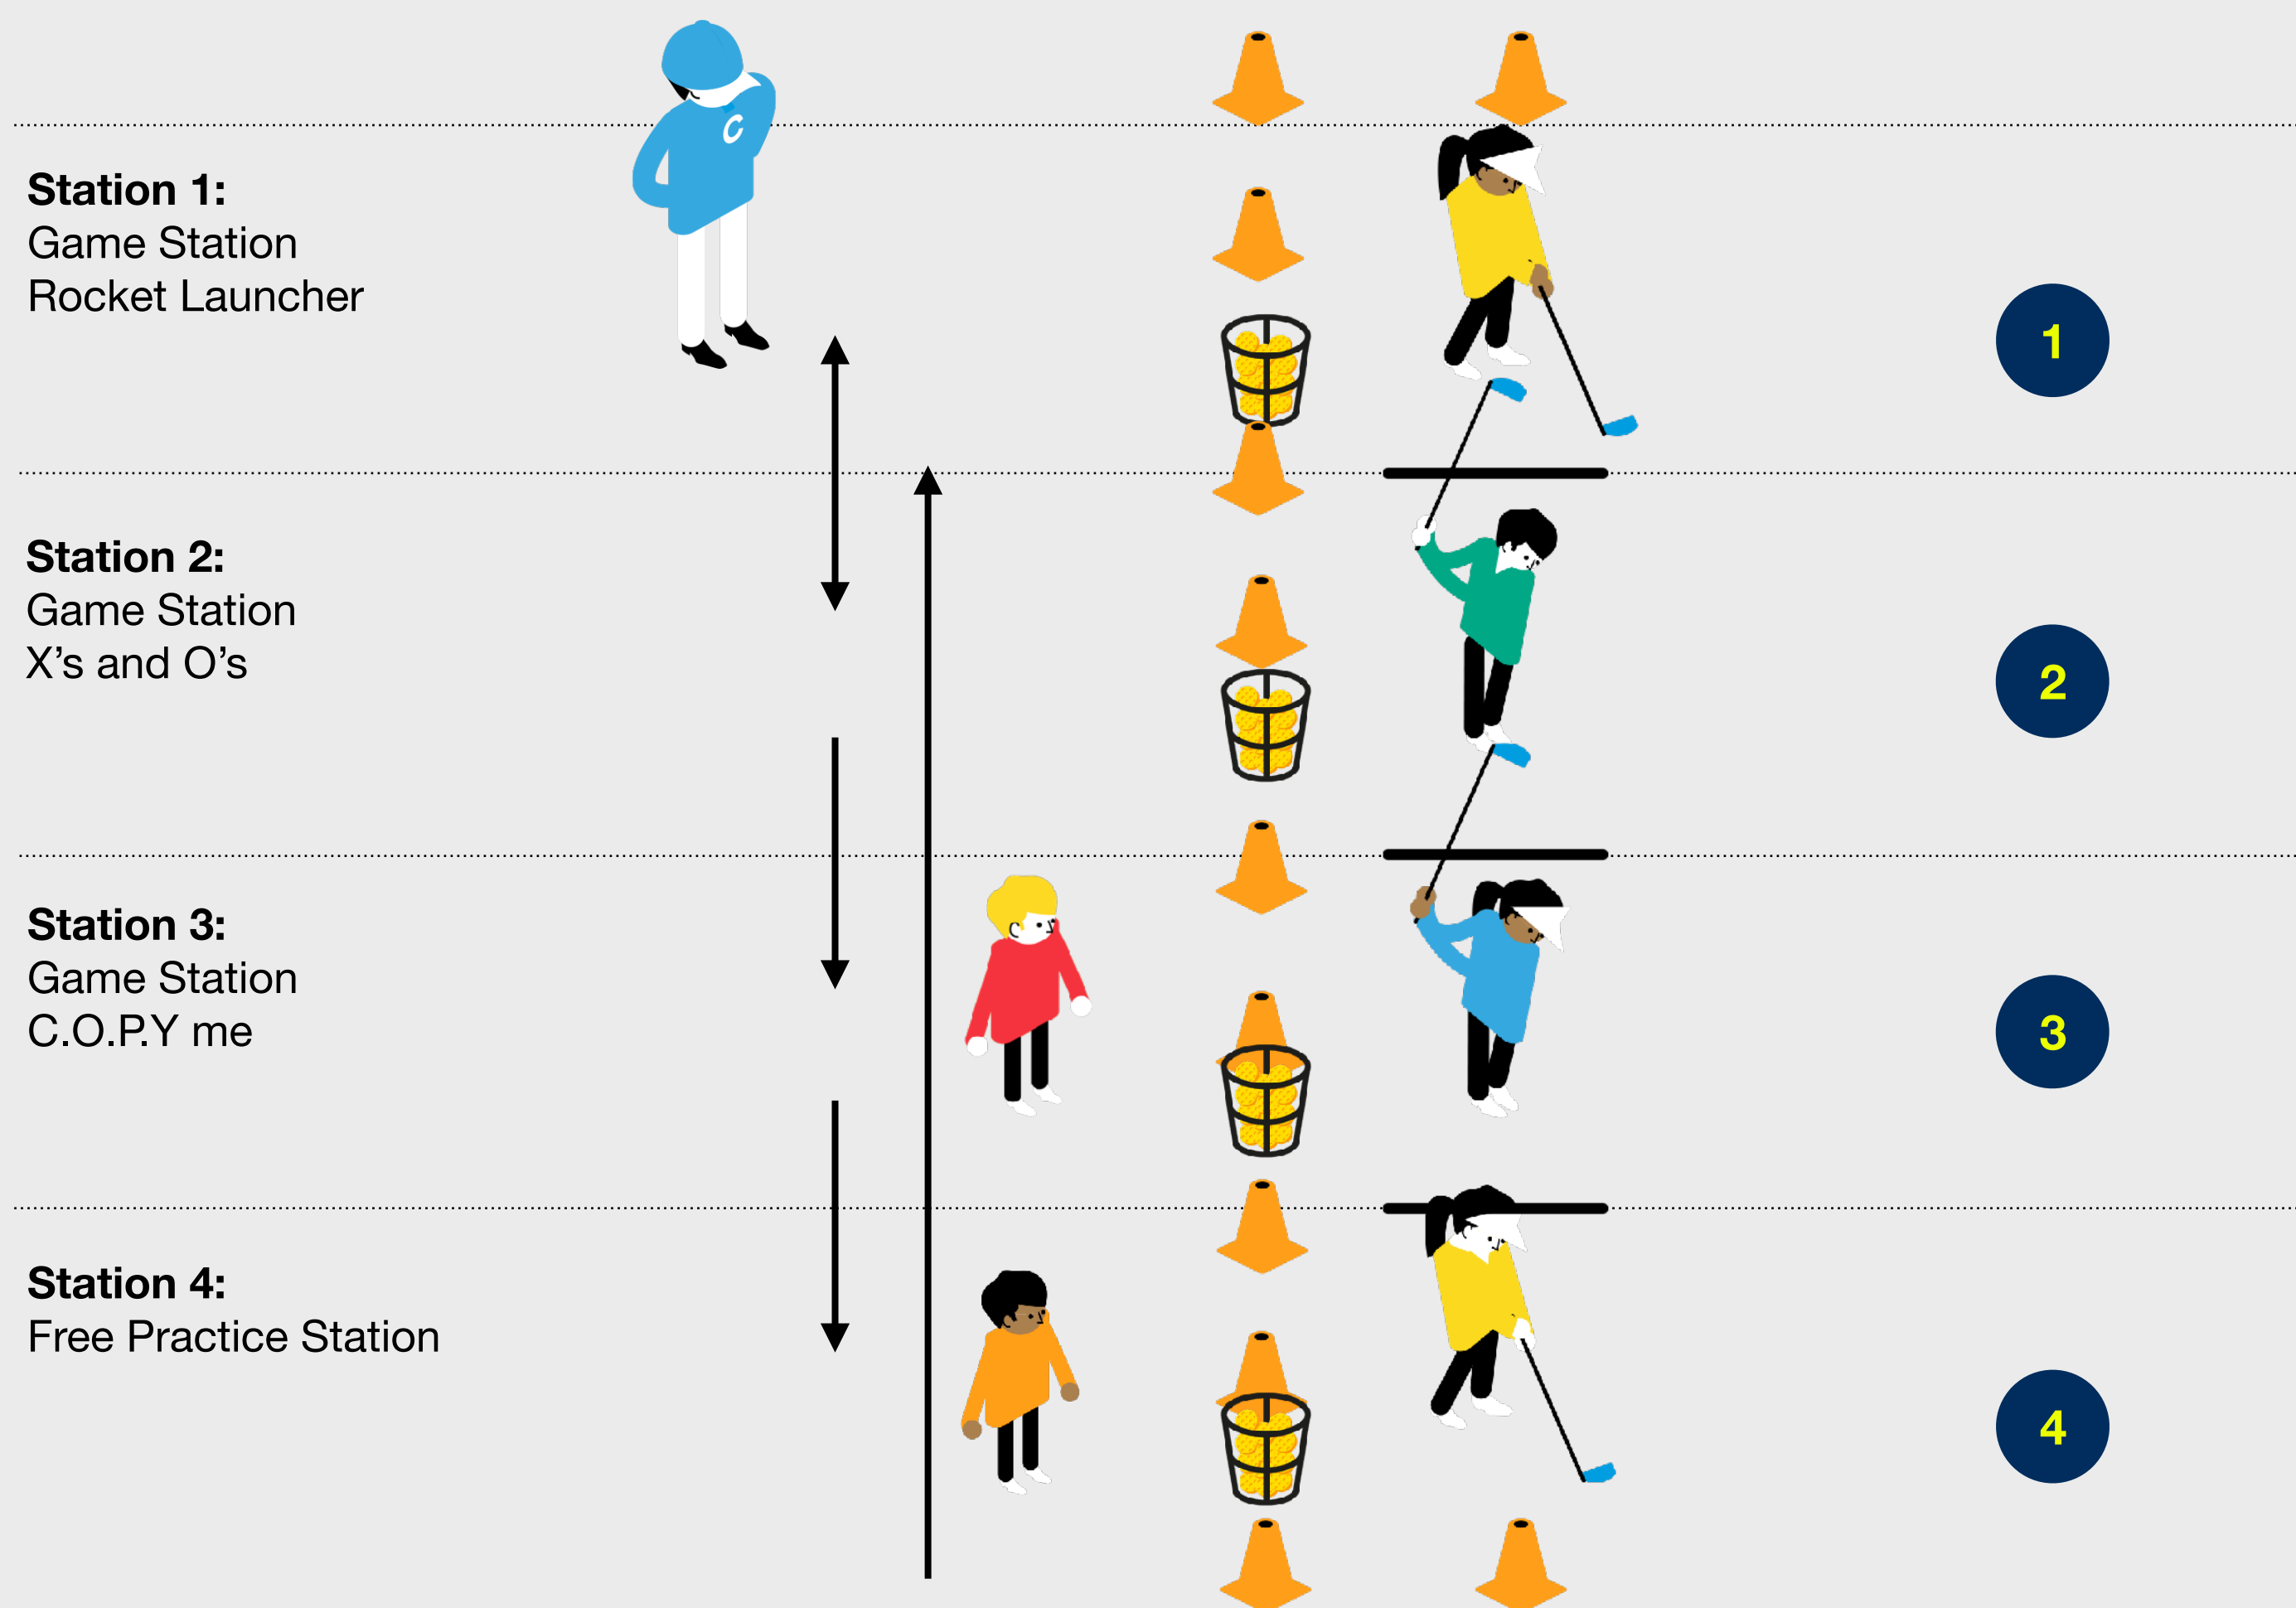 C
Station 1:
Game Station
Rocket Launcher
1
Station 2:
Game Station
X’s and O’s
2
Station 3:
Game Station
C.O.P.Y me
3
Station 4:
Free Practice Station
4